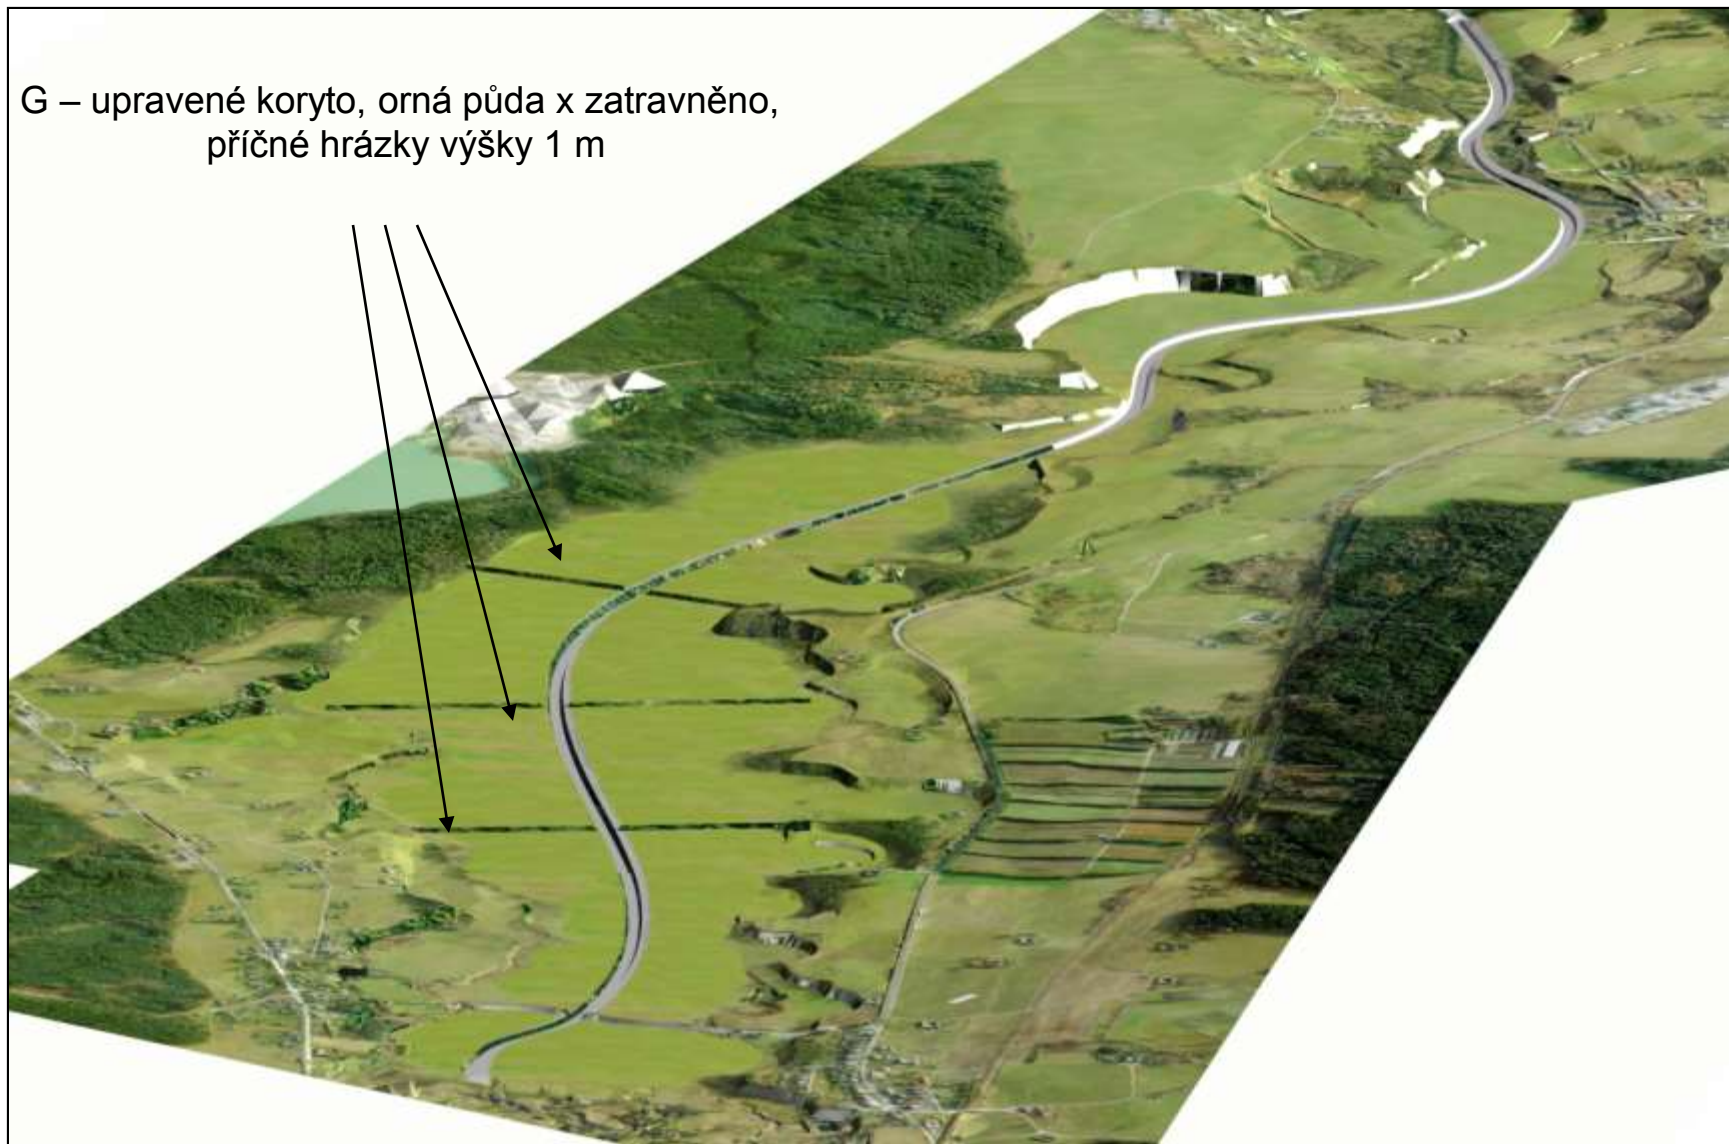 G – upravené koryto, orná půda x zatravněno,
příčné hrázky výšky 1 m